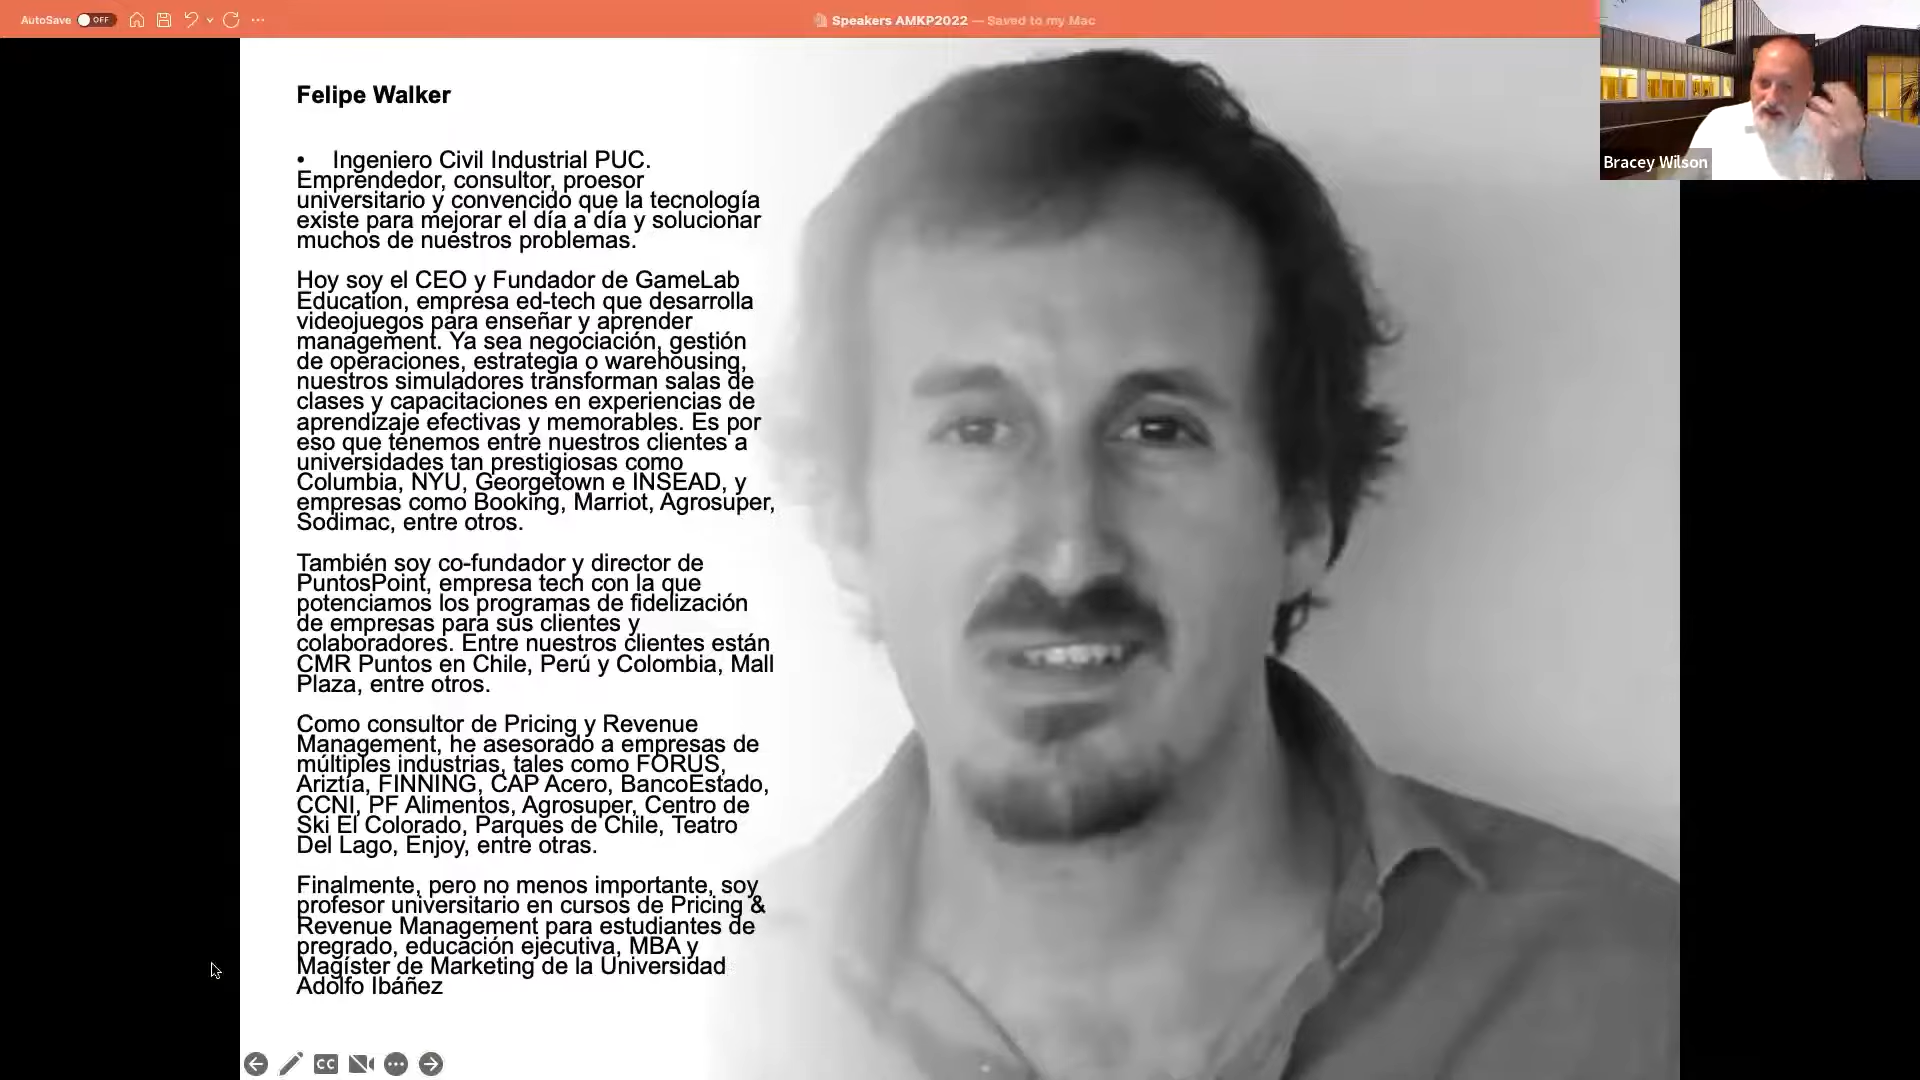 AutoSave OFF
Speakers AMKP2022 — Saved to my Mac
Bracey Wilson
Felipe Walker
• Ingeniero Civil Industrial PUC.
Emprendedor, consultor, proesor
universitario y convencido que la tecnología
existe para mejorar el día a día y solucionar
muchos de nuestros problemas.
Hoy soy el CEO y Fundador de GameLab
Education, empresa ed-tech que desarrolla
videojuegos para enseñar y aprender
management. Ya sea negociación, gestión
de operaciones, estrategia o warehousing,
nuestros simuladores transforman salas de
clases y capacitaciones en experiencias de
aprendizaje efectivas y memorables. Es por
eso que tenemos entre nuestros clientes a
universidades tan prestigiosas como
Columbia, NYU, Georgetown e INSEAD, y
empresas como Booking, Marriot, Agrosuper,
Sodimac, entre otros.
También soy co-fundador y director de
PuntosPoint, empresa tech con la que
potenciamos los programas de fidelización
de empresas para sus clientes y
colaboradores. Entre nuestros clientes están
CMR Puntos en Chile, Perú y Colombia, Mall
Plaza, entre otros.
Como consultor de Pricing y Revenue
Management, he asesorado a empresas de
múltiples industrias, tales como FORUS,
Ariztía, FINNING, CAP Acero, BancoEstado,
CCNI, PF Alimentos, Agrosuper, Centro de
Ski El Colorado, Parques de Chile, Teatro
Del Lago, Enjoy, entre otras.
Finalmente, pero no menos importante, soy
profesor universitario en cursos de Pricing &
Revenue Management para estudiantes de
pregrado, educación ejecutiva, MBA y
Magíster de Marketing de la Universidad
Adolfo Ibáñez
CC